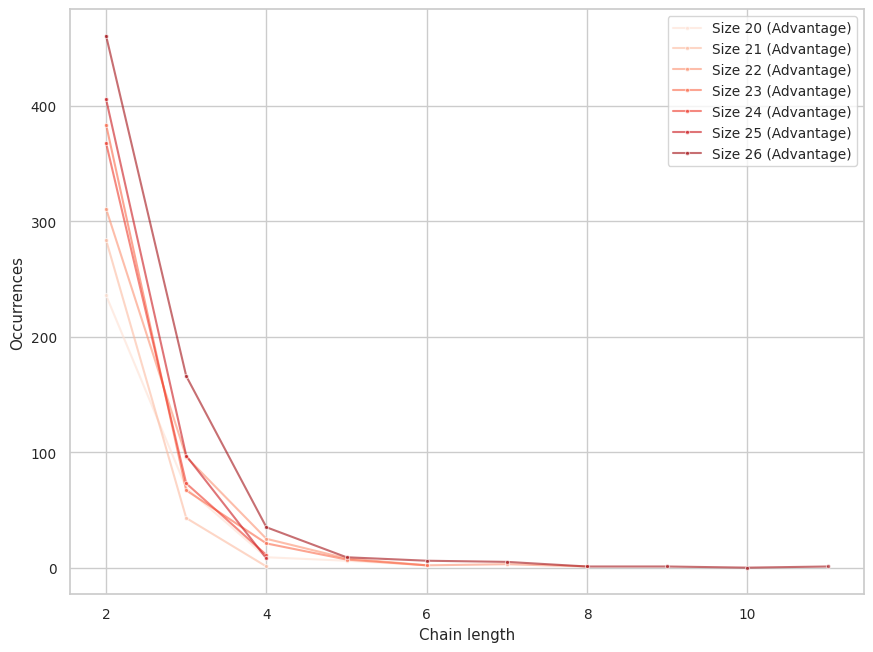 Size 20 (Advantage)
Size 21 (Advantage)
Size 22 (Advantage)
Size 23 (Advantage)
Size 24 (Advantage)
Size 25 (Advantage)
Size 26 (Advantage)
Occurrences
400
300
200
100
0
2 4 6 8 10
Chain length